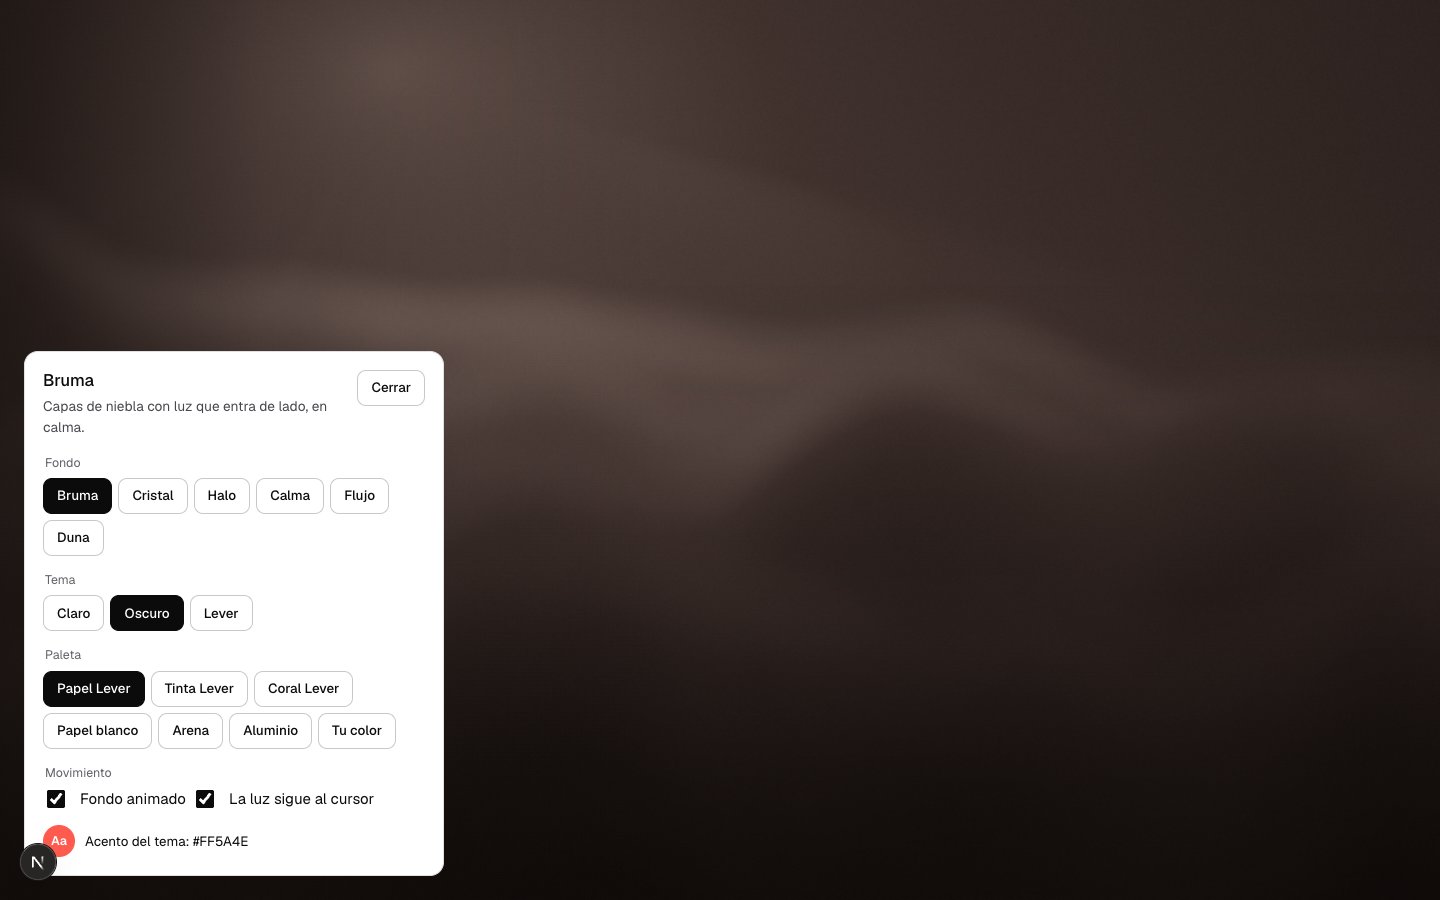 Bruma
Cerrar
Capas de niebla con luz que entra de lado, en
calma.
Fondo
Bruma Cristal Halo Calma Flujo
Duna
Tema
Claro Oscuro Lever
Paleta
Papel Lever Tinta Lever Coral Lever
Papel blanco Arena Aluminio Tu color
Movimiento
Fondo animado La luz sigue al cursor
Aa Acento del tema: #FF5A4E
N